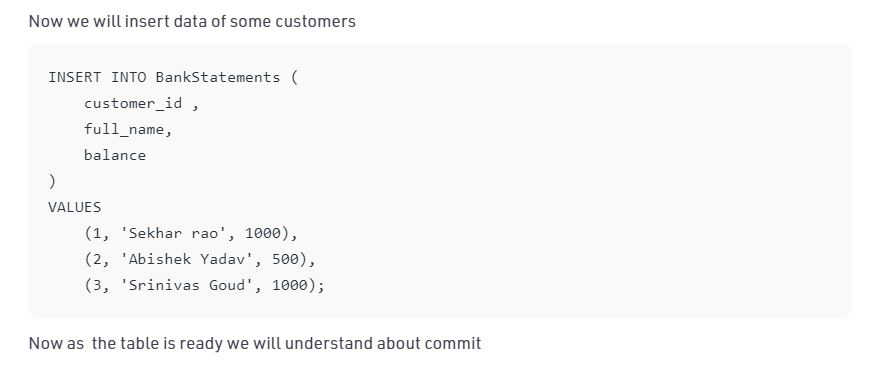 Now we will insert data of some customers
INSERT INTO BankStatements (
    customer_id ,
    full_name,
    balance
)
VALUES
    (1, 'Sekhar rao', 1000),
    (2, 'Abishek Yadav', 500),
    (3, 'Srinivas Goud', 1000);
Now as  the table is ready we will understand about commit